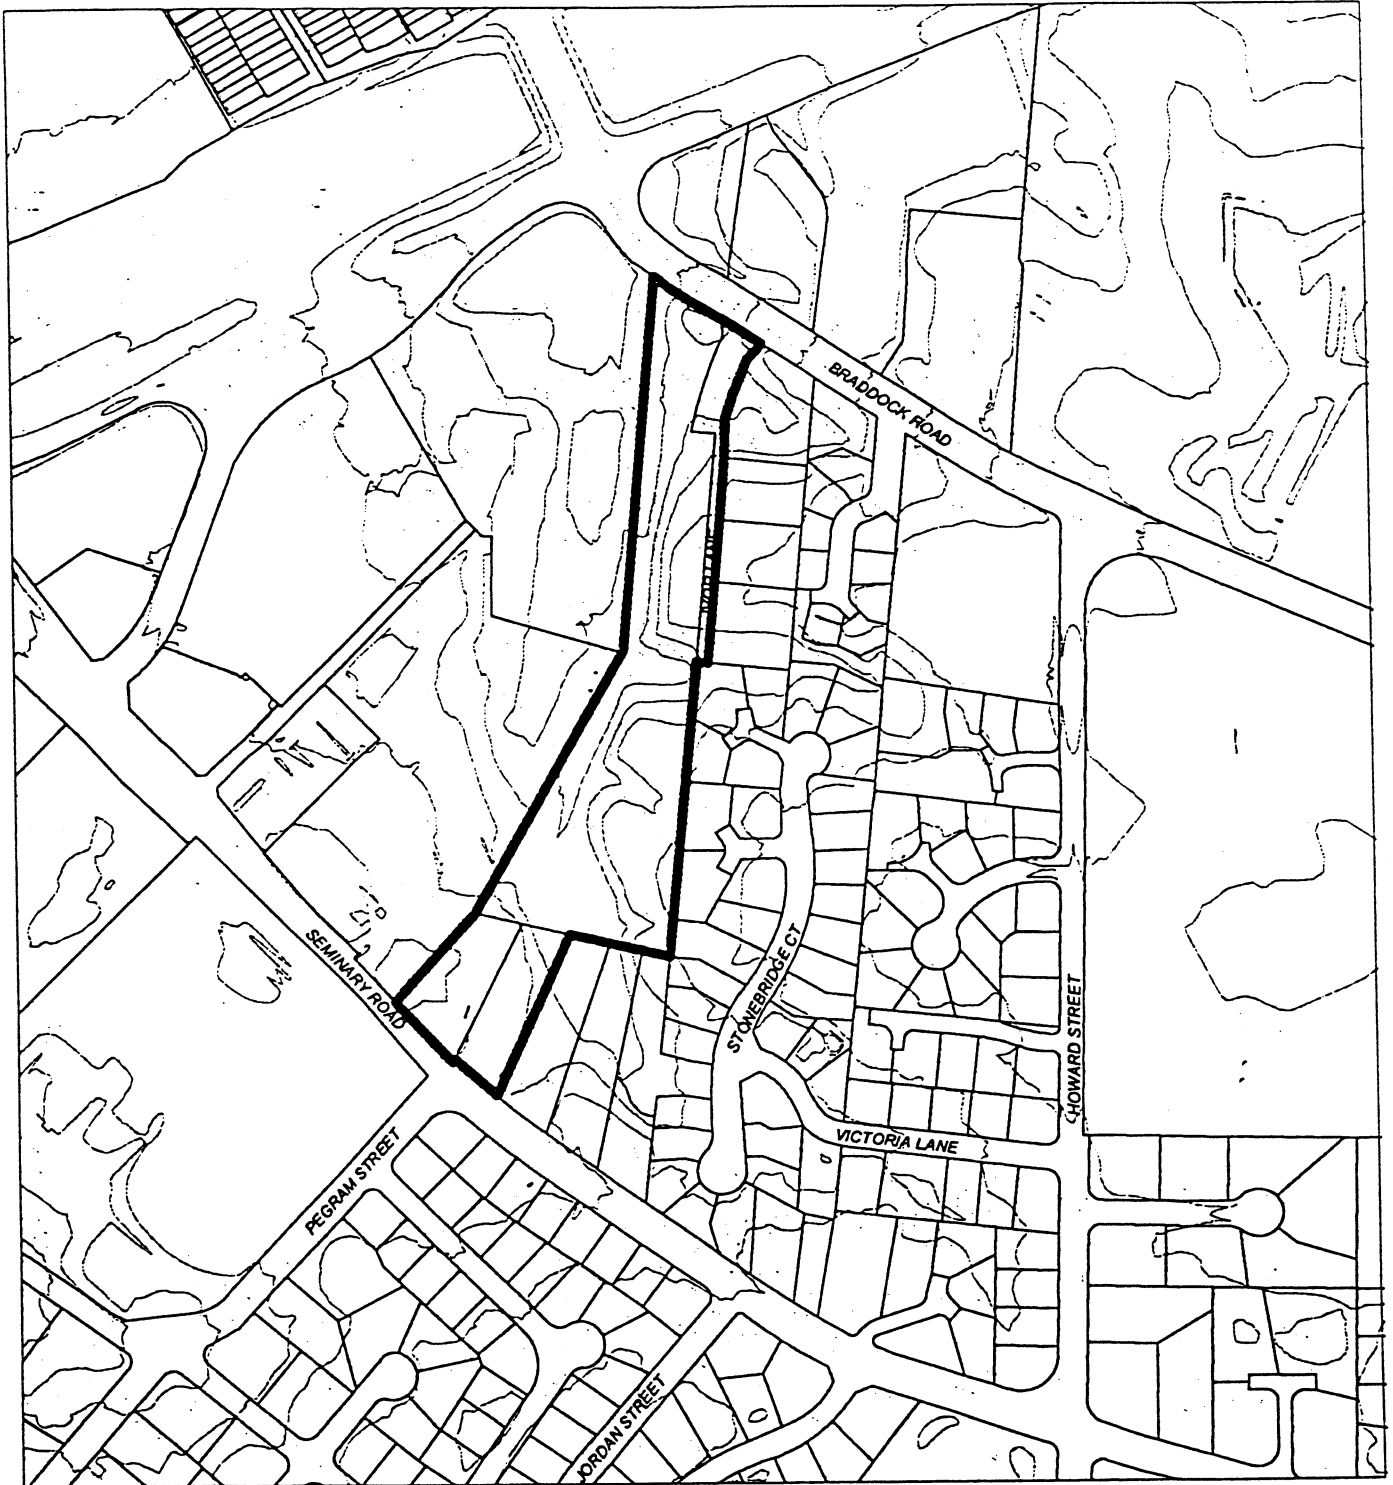 BRADDOCK ROAD
SEMINARY ROAD
STONEBRIDGE CT
HOWARD STREET
VICTORIA LANE
PEGRAM STREET
JORDAN STREET